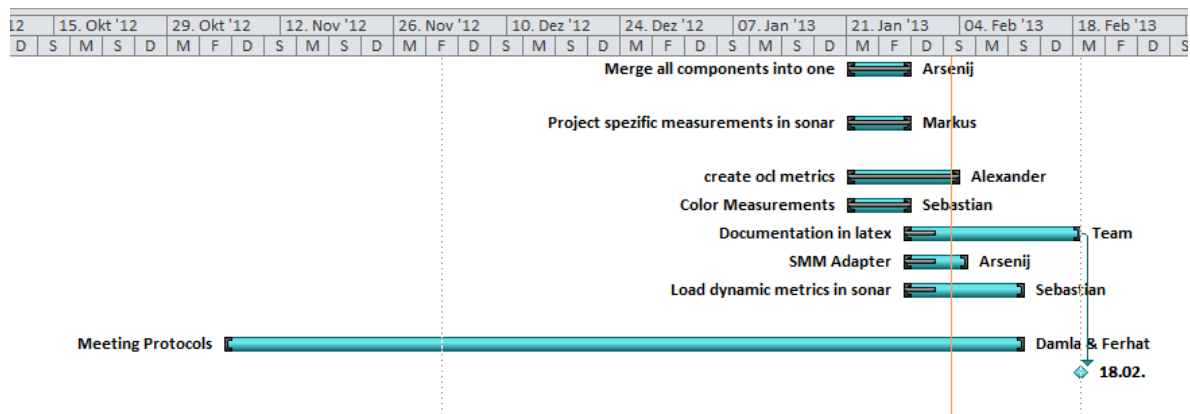 12 15. Okt '12 29. Okt '12 12. Nov '12 26. Nov '12 10. Dez '12 24. Dez '12 07. Jan '13 21. Jan '13 04. Feb '13 18. Feb '13
D S M S D M F D S M S D M F D S M S D M F D S M S D M F D S M S D M F D S
Merge all components into one Arsenij
Project spezific measurements in sonar Markus
create ocl metrics Alexander
Color Measurements Sebastian
Documentation in latex Team
SMM Adapter Arsenij
Load dynamic metrics in sonar Sebastian
Meeting Protocols Damla & Ferhat
18.02.